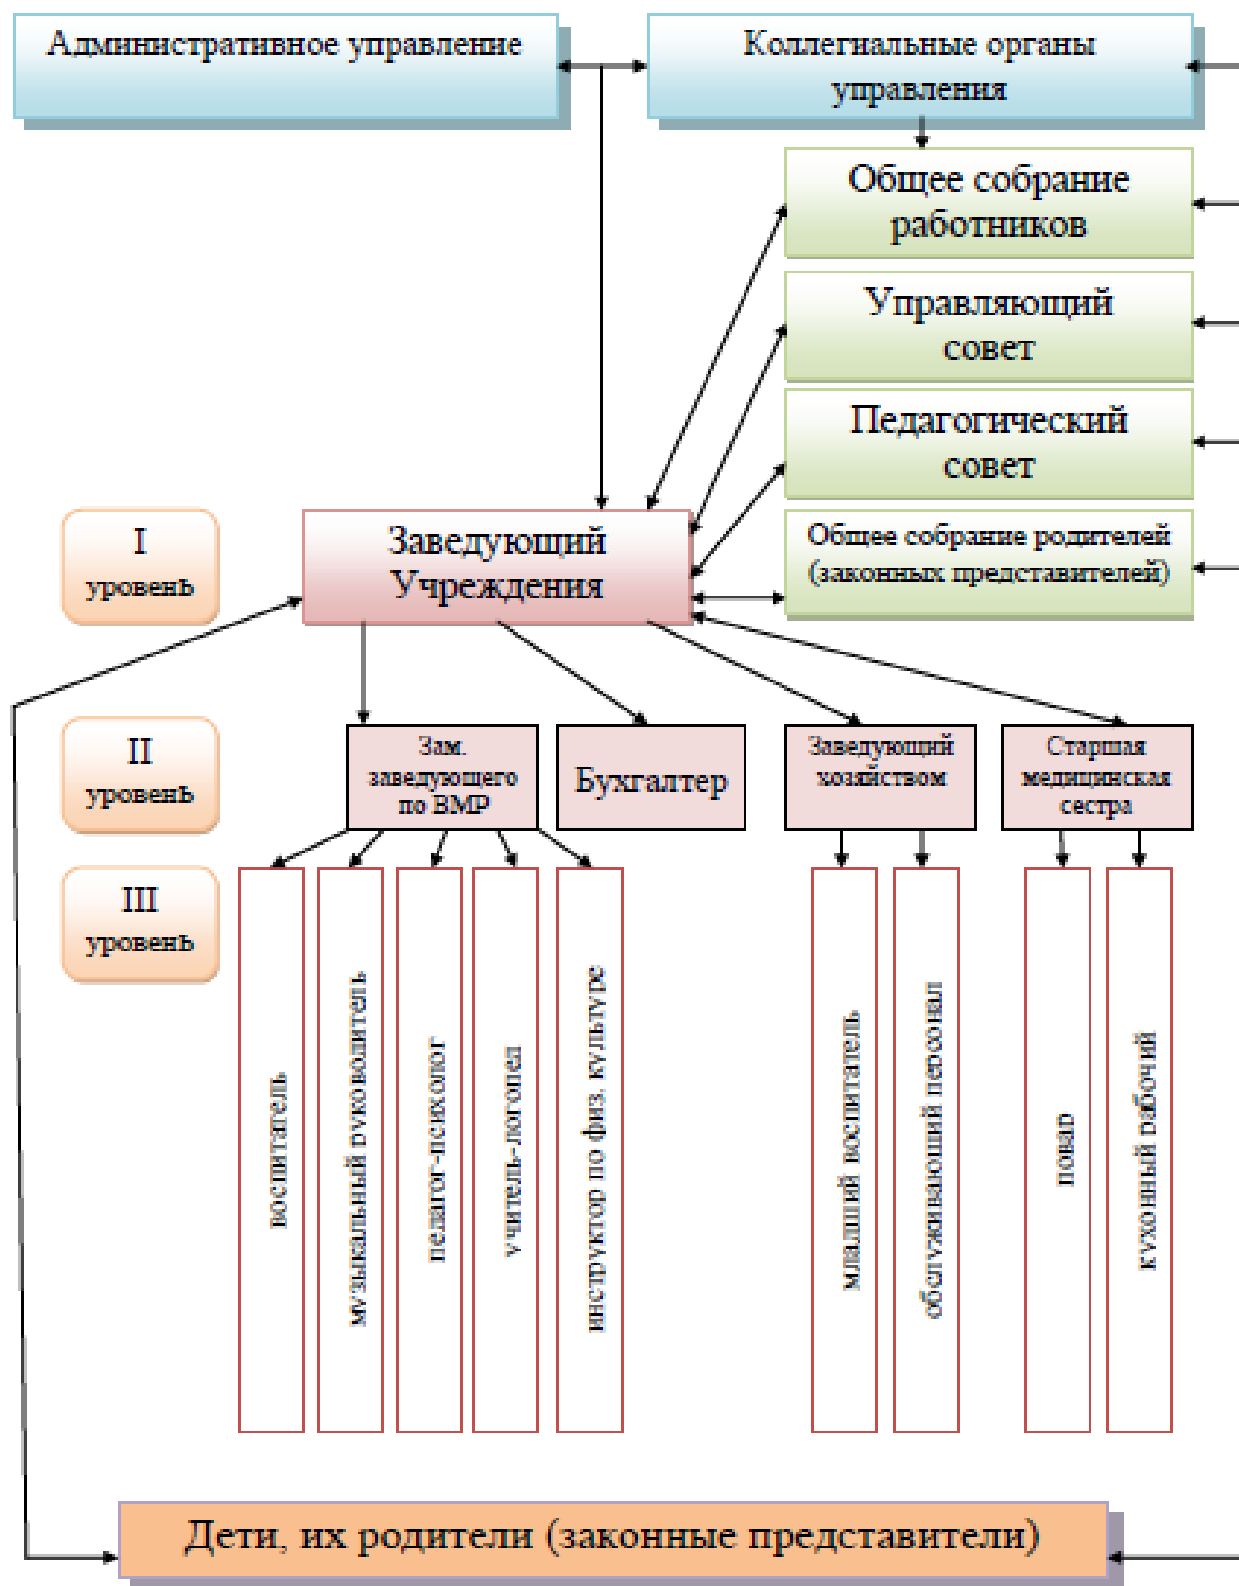 Административное управление
Коллегиальные органы
управления
Общее собрание
работников
Управляющий
совет
Педагогический
совет
Общее собрание родителей
(законных представителей)
I
уровень
Заведующий
Учреждения
II
уровень
Зам.
заведующего
по ВМР
Бухгалтер
Заведующий
хозяйством
Старшая
медицинская
сестра
III
уровень
воспитатель
музыкальный руководитель
педагог-психолог
учитель-логопед
инструктор по физ. культуре
младший воспитатель
обслуживающий персонал
повар
кухонный рабочий
Дети, их родители (законные представители)